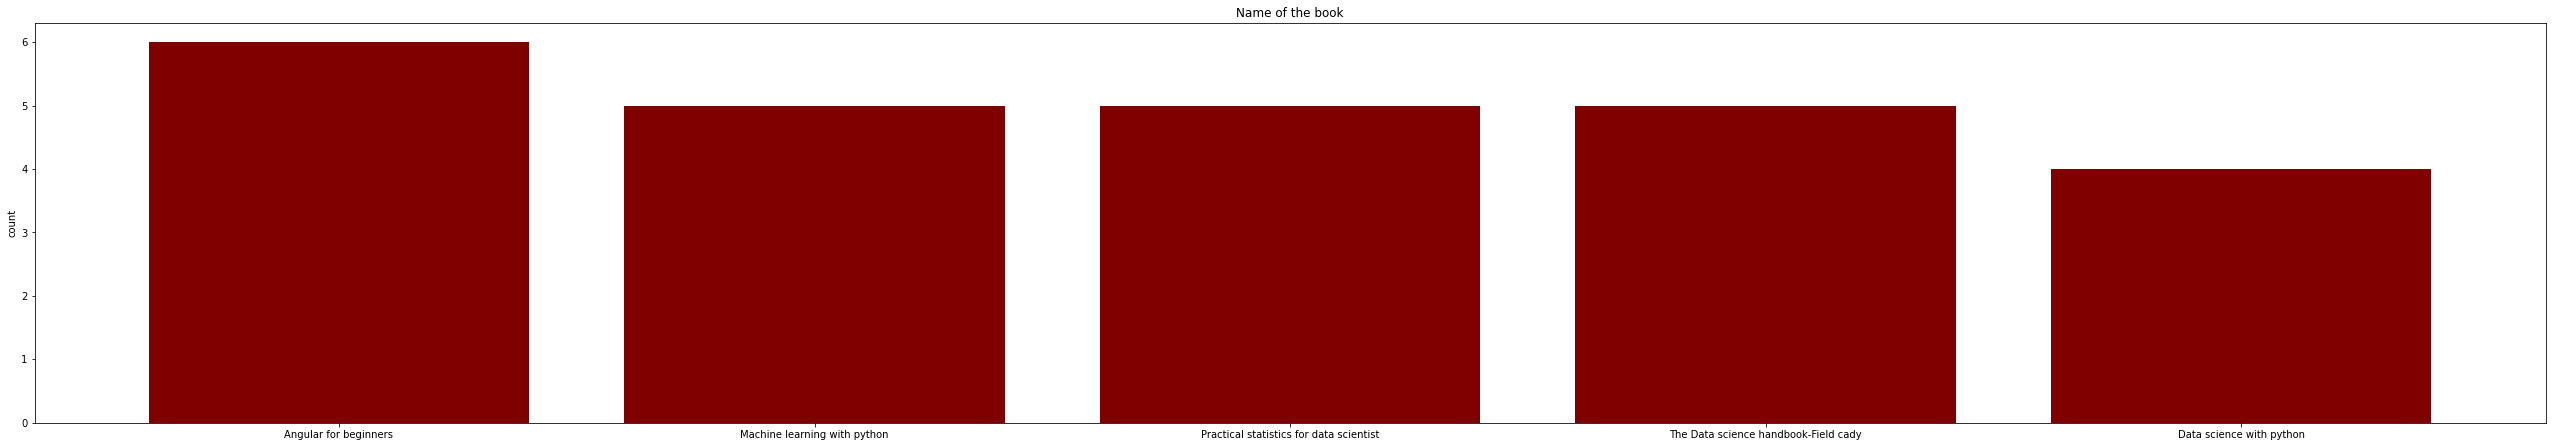 Name of the book
6
5
4
3
2
1
0
count
Angular for beginners
Machine learning with python
Practical statistics for data scientist
The Data science handbook-Field cady
Data science with python